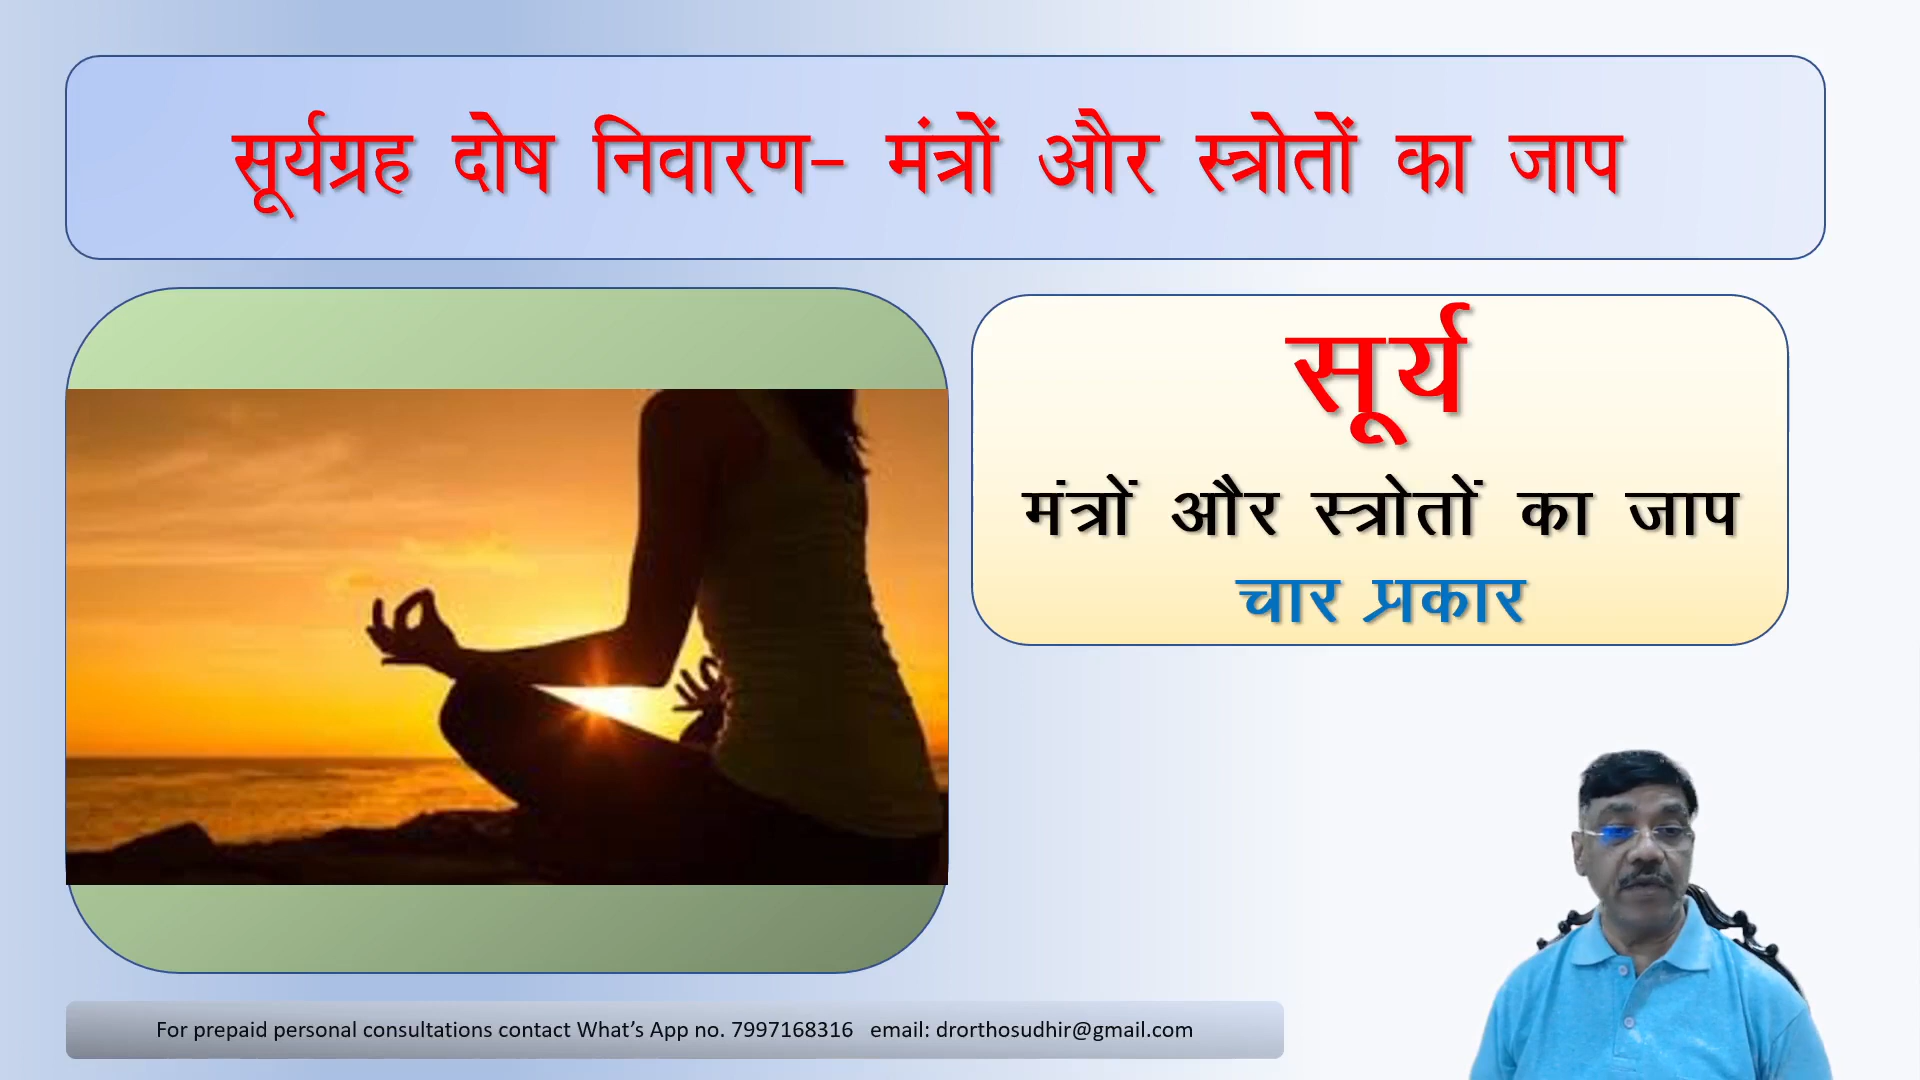 सूर्यग्रह दोष निवारण- मंत्रों और स्त्रोतों का जाप
सूर्य
मंत्रों और स्त्रोतों का जाप
चार प्रकार
For prepaid personal consultations contact What’s App no. 7997168316 email: drorthosudhir@gmail.com